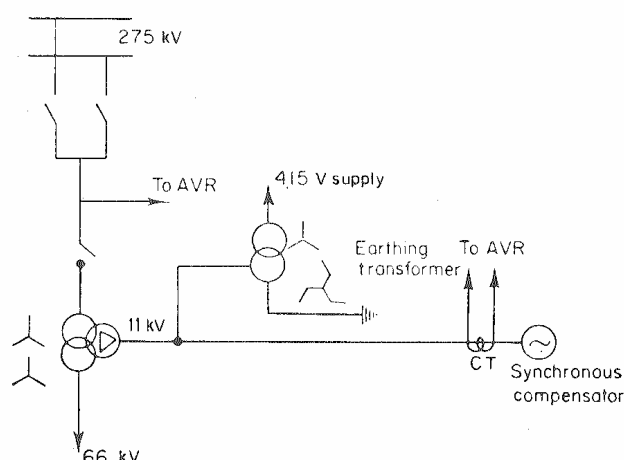 275 kV
To AVR
415 V supply
Earthing
transformer
To AVR
11 kV
CT
Synchronous
compensator
66 kV